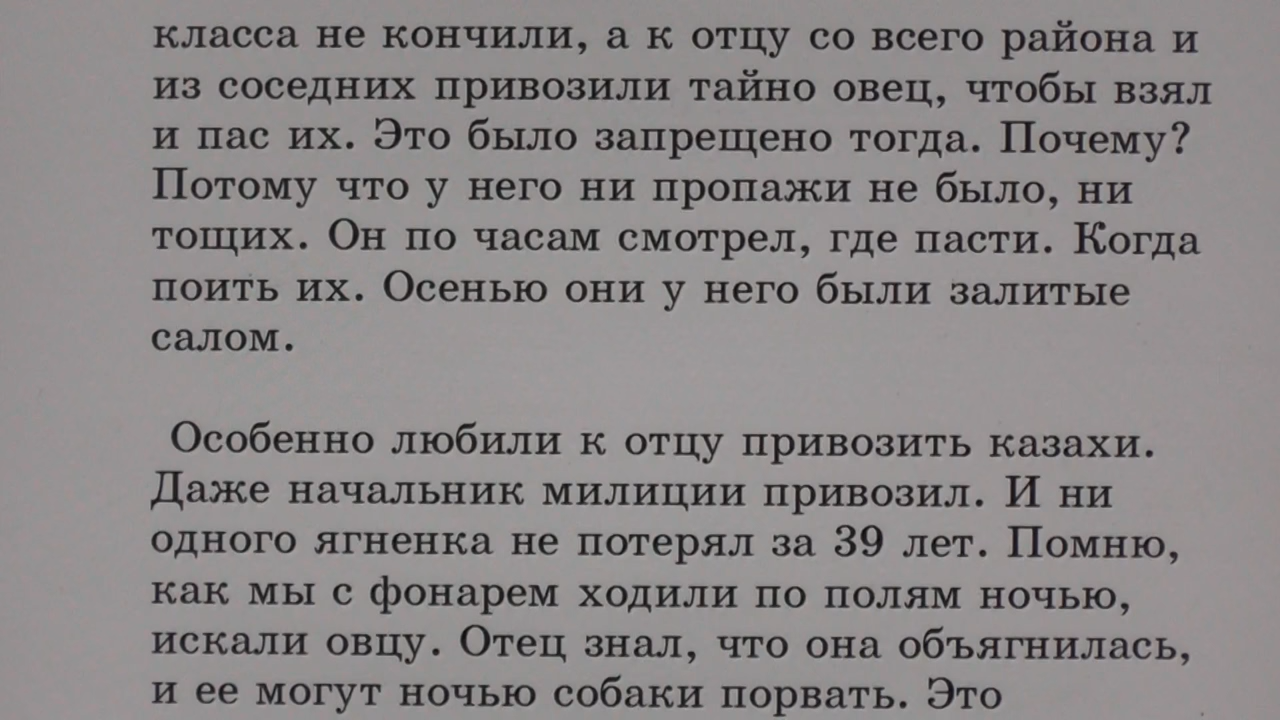 класса не кончили, а к отцу со всего района и
из соседних привозили тайно овец, чтобы взял
и пас их. Это было запрещено тогда. Почему?
Потому что у него ни пропажи не было, ни
тощих. Он по часам смотрел, где пасти. Когда
поить их. Осенью они у него были залитые
салом.
Особенно любили к отцу привозить казахи.
Даже начальник милиции привозил. И ни
одного ягненка не потерял за 39 лет. Помню,
как мы с фонарем ходили по полям ночью,
искали овцу. Отец знал, что она объягнилась,
и ее могут ночью собаки порвать. Это